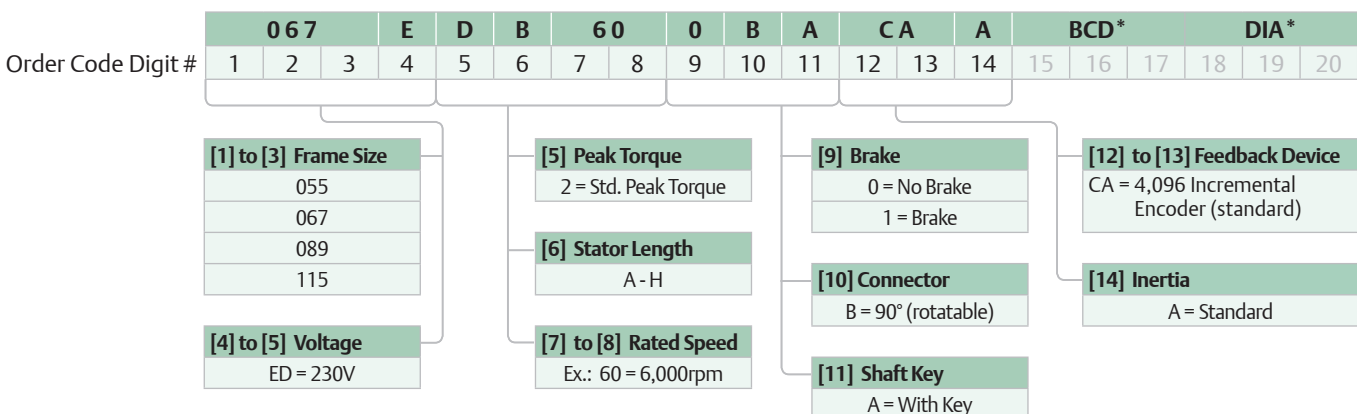 067 E D B 60 0 B A CA A BCD* DIA*
Order Code Digit # 1 2 3 4 5 6 7 8 9 10 11 12 13 14 15 16 17 18 19 20
[1] to [3] Frame Size
055
067
089
115
[4] to [5] Voltage
ED = 230V
[5] Peak Torque
2 = Std. Peak Torque
[6] Stator Length
A - H
[7] to [8] Rated Speed
Ex.: 60 = 6,000rpm
[9] Brake
0 = No Brake
1 = Brake
[10] Connector
B = 90° (rotatable)
[11] Shaft Key
A = With Key
[12] to [13] Feedback Device
CA = 4,096 Incremental
Encoder (standard)
[14] Inertia
A = Standard